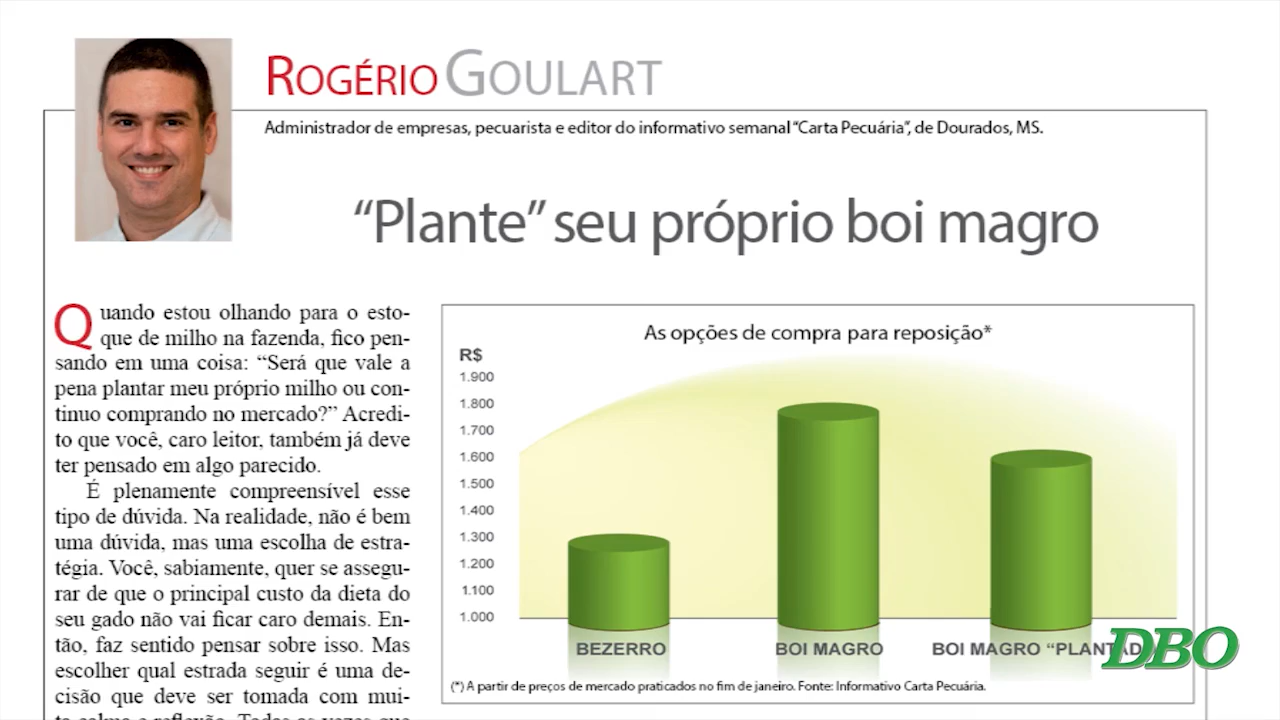 ROGÉRIO GOULART
Administrador de empresas, pecuarista e editor do informativo semanal “Carta Pecuária”, de Dourados, MS.
“Plante” seu próprio boi magro
Quando estou olhando para o esto-
que de milho na fazenda, fico pen-
sando em uma coisa: “Será que vale a
pena plantar meu próprio milho ou con-
tinuo comprando no mercado?” Acredi-
to que você, caro leitor, também já deve
ter pensado em algo parecido.
É plenamente compreensível esse
tipo de dúvida. Na realidade, não é bem
uma dúvida, mas uma escolha de estra-
tégia. Você, sabiamente, quer se assegu-
rar de que o principal custo da dieta do
seu gado não vai ficar caro demais. En-
tão, faz sentido pensar sobre isso. Mas
escolher qual estrada seguir é uma de-
cisão que deve ser tomada com mui-
ta calma e reflexão. Todas as vezes que
As opções de compra para reposição*
R$
1.900
1.800
1.700
1.600
1.500
1.400
1.300
1.200
1.100
1.000
BEZERRO
BOI MAGRO
BOI MAGRO “PLANTAD
(*) A partir de preços de mercado praticados no fim de janeiro. Fonte: Informativo Carta Pecuária.
DBO